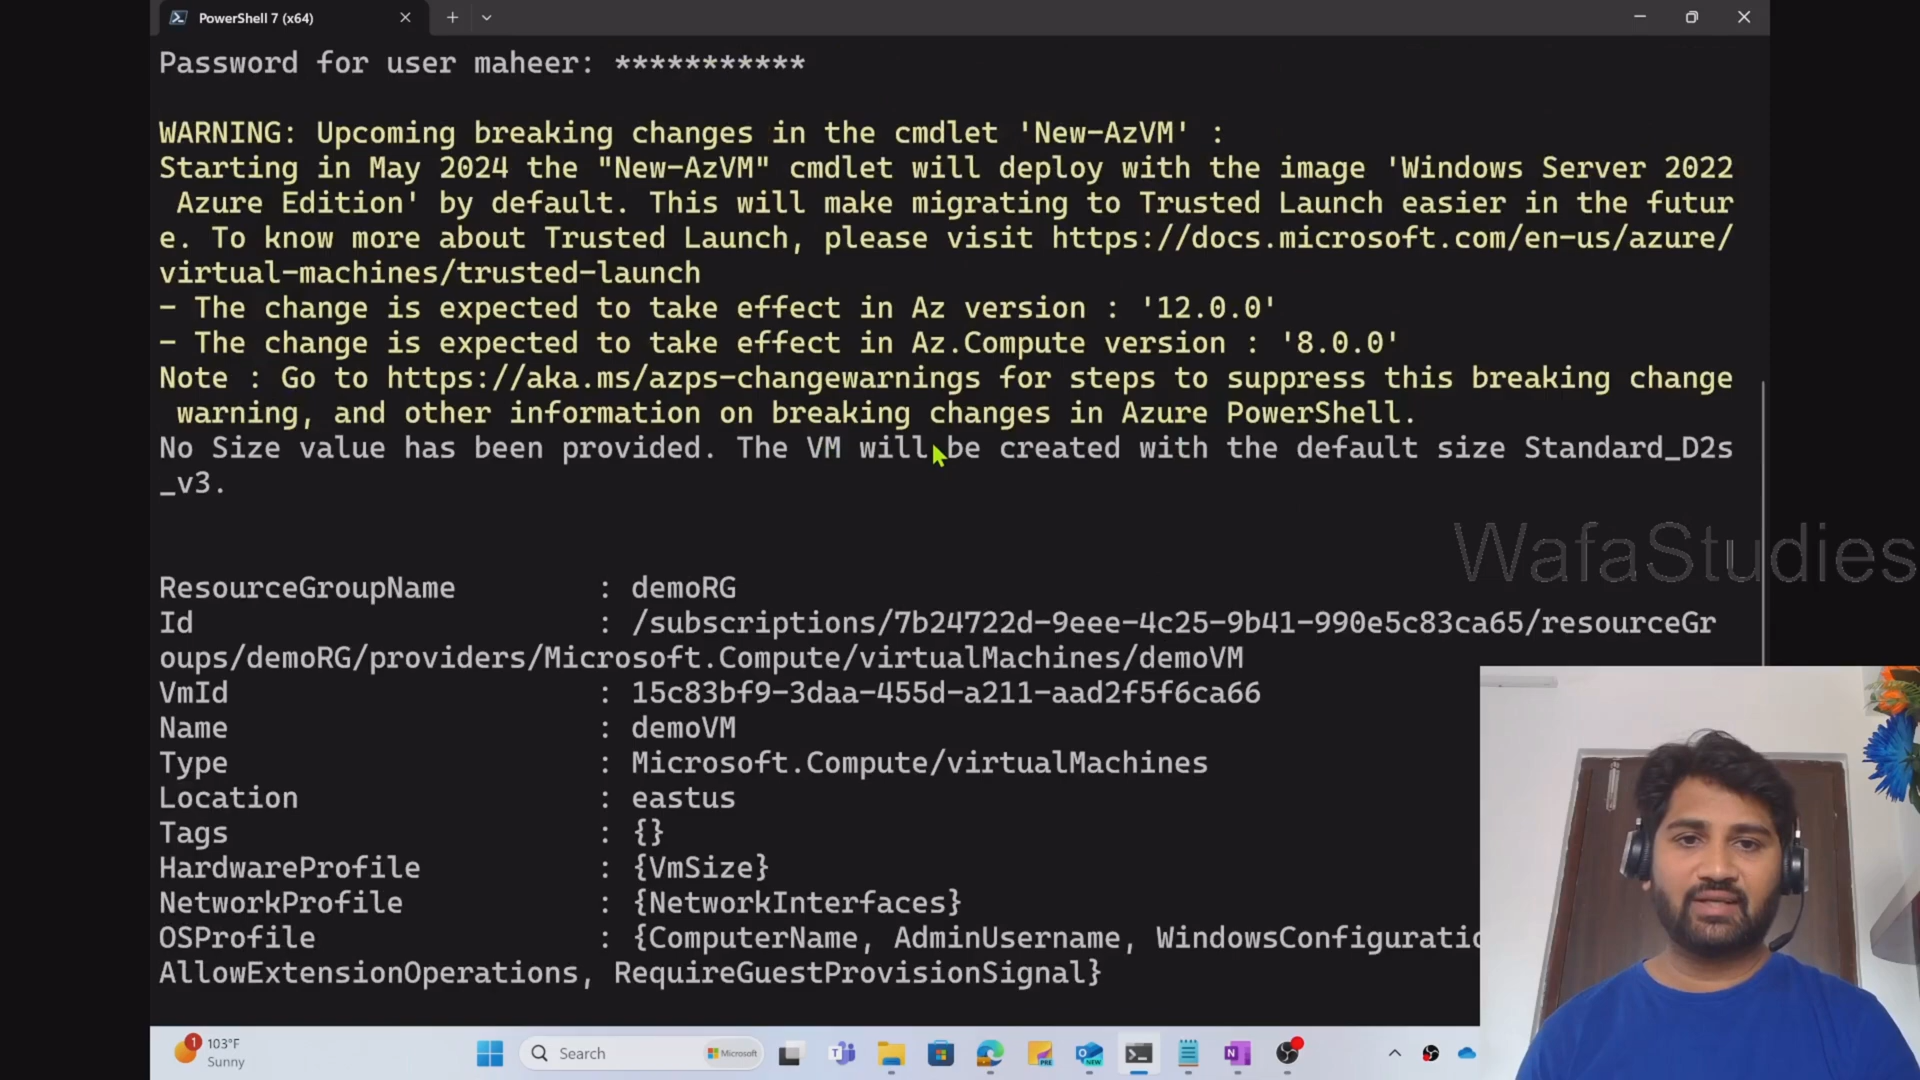 PowerShell 7 (x64)
Password for user maheer: ***********
WARNING: Upcoming breaking changes in the cmdlet 'New-AzVM' :
Starting in May 2024 the "New-AzVM" cmdlet will deploy with the image 'Windows Server 2022
 Azure Edition' by default. This will make migrating to Trusted Launch easier in the futur
e. To know more about Trusted Launch, please visit https://docs.microsoft.com/en-us/azure/
virtual-machines/trusted-launch
- The change is expected to take effect in Az version : '12.0.0'
- The change is expected to take effect in Az.Compute version : '8.0.0'
Note : Go to https://aka.ms/azps-changewarnings for steps to suppress this breaking change
 warning, and other information on breaking changes in Azure PowerShell.
No Size value has been provided. The VM will be created with the default size Standard_D2s
_v3.
WafaStudies
ResourceGroupName : demoRG
Id : /subscriptions/7b24722d-9eee-4c25-9b41-990e5c83ca65/resourceGr
oups/demoRG/providers/Microsoft.Compute/virtualMachines/demoVM
VmId : 15c83bf9-3daa-455d-a211-aad2f5f6ca66
Name : demoVM
Type : Microsoft.Compute/virtualMachines
Location : eastus
Tags : {}
HardwareProfile : {VmSize}
NetworkProfile : {NetworkInterfaces}
OSProfile : {ComputerName, AdminUsername, WindowsConfiguratio
AllowExtensionOperations, RequireGuestProvisionSignal}
1
103°F
Sunny
Search
Microsoft
PRE
NEW